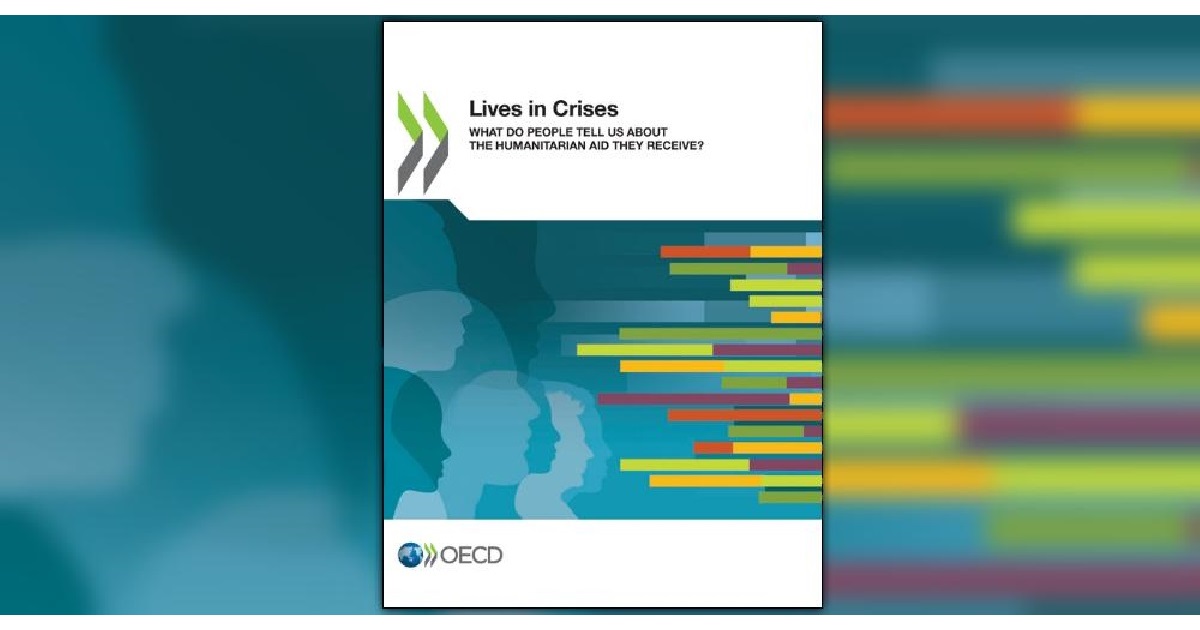 Lives in Crises
WHAT DO PEOPLE TELL US ABOUT
THE HUMANITARIAN AID THEY RECEIVE?
OECD